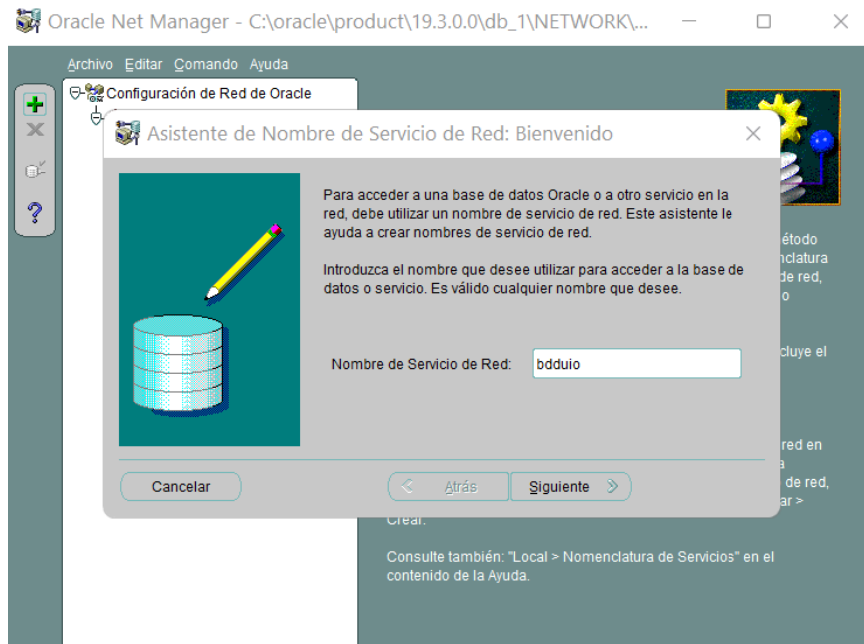 Oracle Net Manager - C:\oracle\product\19.3.0.0\db_1\NETWORK\...
Archivo Editar Comando Ayuda
Configuración de Red de Oracle
Asistente de Nombre de Servicio de Red: Bienvenido
Para acceder a una base de datos Oracle o a otro servicio en la
red, debe utilizar un nombre de servicio de red. Este asistente le
ayuda a crear nombres de servicio de red.
Introduzca el nombre que desee utilizar para acceder a la base de
datos o servicio. Es válido cualquier nombre que desee.
Nombre de Servicio de Red: bdduio
Cancelar Atrás Siguiente
étodo
nclatura
de red,
o
cluye el
red en
a
de red,
ar >
Crear.
Consulte también: "Local > Nomenclatura de Servicios" en el
contenido de la Ayuda.